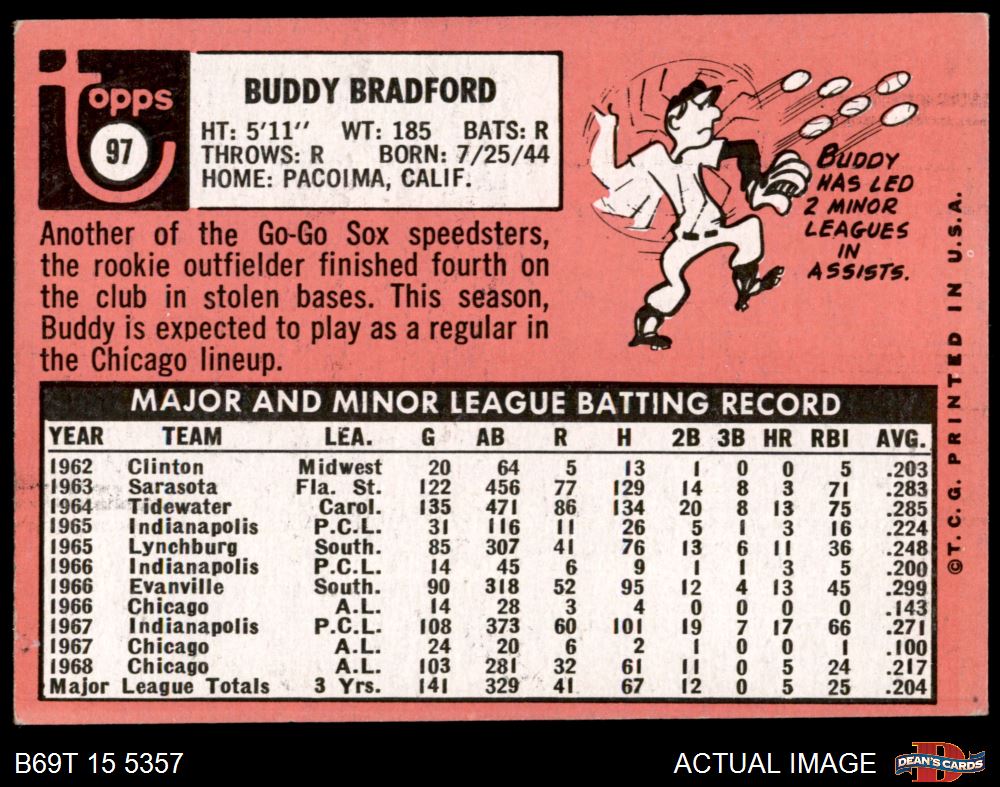 Topps
97
BUDDY BRADFORD
HT: 5'11" WT: 185 BATS: R
THROWS: R BORN: 7/25/44
HOME: PACOIMA, CALIF.
Another of the Go-Go Sox speedsters,
the rookie outfielder finished fourth on
the club in stolen bases. This season,
Buddy is expected to play as a regular in
the Chicago lineup.
BUDDY
HAS LED
2 MINOR
LEAGUES
IN
ASSISTS.
©T.C.G. PRINTED IN U.S.A.
MAJOR AND MINOR LEAGUE BATTING RECORD
YEAR TEAM LEA. G AB R H 2B 3B HR RBI AVG.
1962 Clinton Midwest 20 64 5 13 1 0 0 5 .203
1963 Sarasota Fla. St. 122 456 77 129 14 8 3 71 .283
1964 Tidewater Carol. 135 471 86 134 20 8 13 75 .285
1965 Indianapolis P.C.L. 31 116 11 26 5 1 3 16 .224
1965 Lynchburg South. 85 307 41 76 13 6 11 36 .248
1966 Indianapolis P.C.L. 14 45 6 9 1 1 3 5 .200
1966 Evanville South. 90 318 52 95 12 4 13 45 .299
1966 Chicago A.L. 14 28 3 4 0 0 0 0 .143
1967 Indianapolis P.C.L. 108 373 60 101 19 7 17 66 .271
1967 Chicago A.L. 24 20 6 2 1 0 0 1 .100
1968 Chicago A.L. 103 281 32 61 11 0 5 24 .217
Major League Totals 3 Yrs. 141 329 41 67 12 0 5 25 .204
B69T 15 5357
ACTUAL IMAGE
DEAN'S CARDS